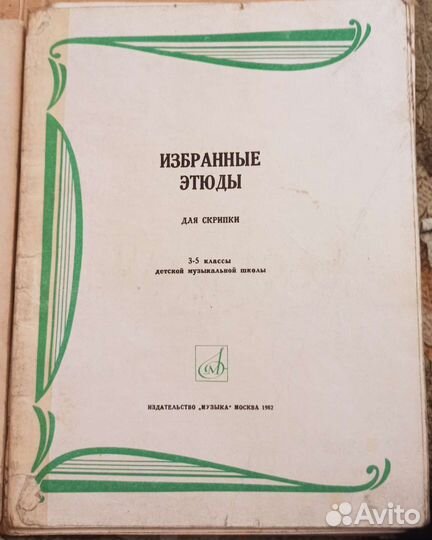 ИЗБРАННЫЕ
ЭТЮДЫ
ДЛЯ СКРИПКИ
3-5 классы
детской музыкальной школы
ИЗДАТЕЛЬСТВО „МУЗЫКА" МОСКВА 1982
Avito